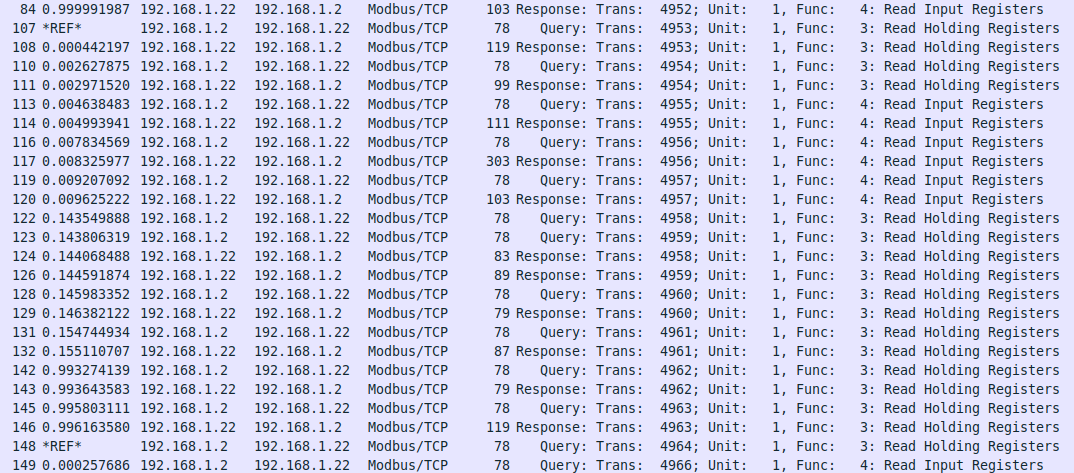 84 0.999991987 192.168.1.22 192.168.1.2 Modbus/TCP 103 Response: Trans: 4952; Unit: 1, Func: 4: Read Input Registers
107 *REF* 192.168.1.2 192.168.1.22 Modbus/TCP 78 Query: Trans: 4953; Unit: 1, Func: 3: Read Holding Registers
108 0.000442197 192.168.1.22 192.168.1.2 Modbus/TCP 119 Response: Trans: 4953; Unit: 1, Func: 3: Read Holding Registers
110 0.002627875 192.168.1.2 192.168.1.22 Modbus/TCP 78 Query: Trans: 4954; Unit: 1, Func: 3: Read Holding Registers
111 0.002971520 192.168.1.22 192.168.1.2 Modbus/TCP 99 Response: Trans: 4954; Unit: 1, Func: 3: Read Holding Registers
113 0.004638483 192.168.1.2 192.168.1.22 Modbus/TCP 78 Query: Trans: 4955; Unit: 1, Func: 4: Read Input Registers
114 0.004993941 192.168.1.22 192.168.1.2 Modbus/TCP 111 Response: Trans: 4955; Unit: 1, Func: 4: Read Input Registers
116 0.007834569 192.168.1.2 192.168.1.22 Modbus/TCP 78 Query: Trans: 4956; Unit: 1, Func: 4: Read Input Registers
117 0.008325977 192.168.1.22 192.168.1.2 Modbus/TCP 303 Response: Trans: 4956; Unit: 1, Func: 4: Read Input Registers
119 0.009207092 192.168.1.2 192.168.1.22 Modbus/TCP 78 Query: Trans: 4957; Unit: 1, Func: 4: Read Input Registers
120 0.009625222 192.168.1.22 192.168.1.2 Modbus/TCP 103 Response: Trans: 4957; Unit: 1, Func: 4: Read Input Registers
122 0.143549888 192.168.1.2 192.168.1.22 Modbus/TCP 78 Query: Trans: 4958; Unit: 1, Func: 3: Read Holding Registers
123 0.143806319 192.168.1.2 192.168.1.22 Modbus/TCP 78 Query: Trans: 4959; Unit: 1, Func: 3: Read Holding Registers
124 0.144068488 192.168.1.22 192.168.1.2 Modbus/TCP 83 Response: Trans: 4958; Unit: 1, Func: 3: Read Holding Registers
126 0.144591874 192.168.1.22 192.168.1.2 Modbus/TCP 89 Response: Trans: 4959; Unit: 1, Func: 3: Read Holding Registers
128 0.145983352 192.168.1.2 192.168.1.22 Modbus/TCP 78 Query: Trans: 4960; Unit: 1, Func: 3: Read Holding Registers
129 0.146382122 192.168.1.22 192.168.1.2 Modbus/TCP 79 Response: Trans: 4960; Unit: 1, Func: 3: Read Holding Registers
131 0.154744934 192.168.1.2 192.168.1.22 Modbus/TCP 78 Query: Trans: 4961; Unit: 1, Func: 3: Read Holding Registers
132 0.155110707 192.168.1.22 192.168.1.2 Modbus/TCP 87 Response: Trans: 4961; Unit: 1, Func: 3: Read Holding Registers
142 0.993274139 192.168.1.2 192.168.1.22 Modbus/TCP 78 Query: Trans: 4962; Unit: 1, Func: 3: Read Holding Registers
143 0.993643583 192.168.1.22 192.168.1.2 Modbus/TCP 79 Response: Trans: 4962; Unit: 1, Func: 3: Read Holding Registers
145 0.995803111 192.168.1.2 192.168.1.22 Modbus/TCP 78 Query: Trans: 4963; Unit: 1, Func: 3: Read Holding Registers
146 0.996163580 192.168.1.22 192.168.1.2 Modbus/TCP 119 Response: Trans: 4963; Unit: 1, Func: 3: Read Holding Registers
148 *REF* 192.168.1.2 192.168.1.22 Modbus/TCP 78 Query: Trans: 4964; Unit: 1, Func: 3: Read Holding Registers
149 0.000257686 192.168.1.2 192.168.1.22 Modbus/TCP 78 Query: Trans: 4966; Unit: 1, Func: 4: Read Input Registers